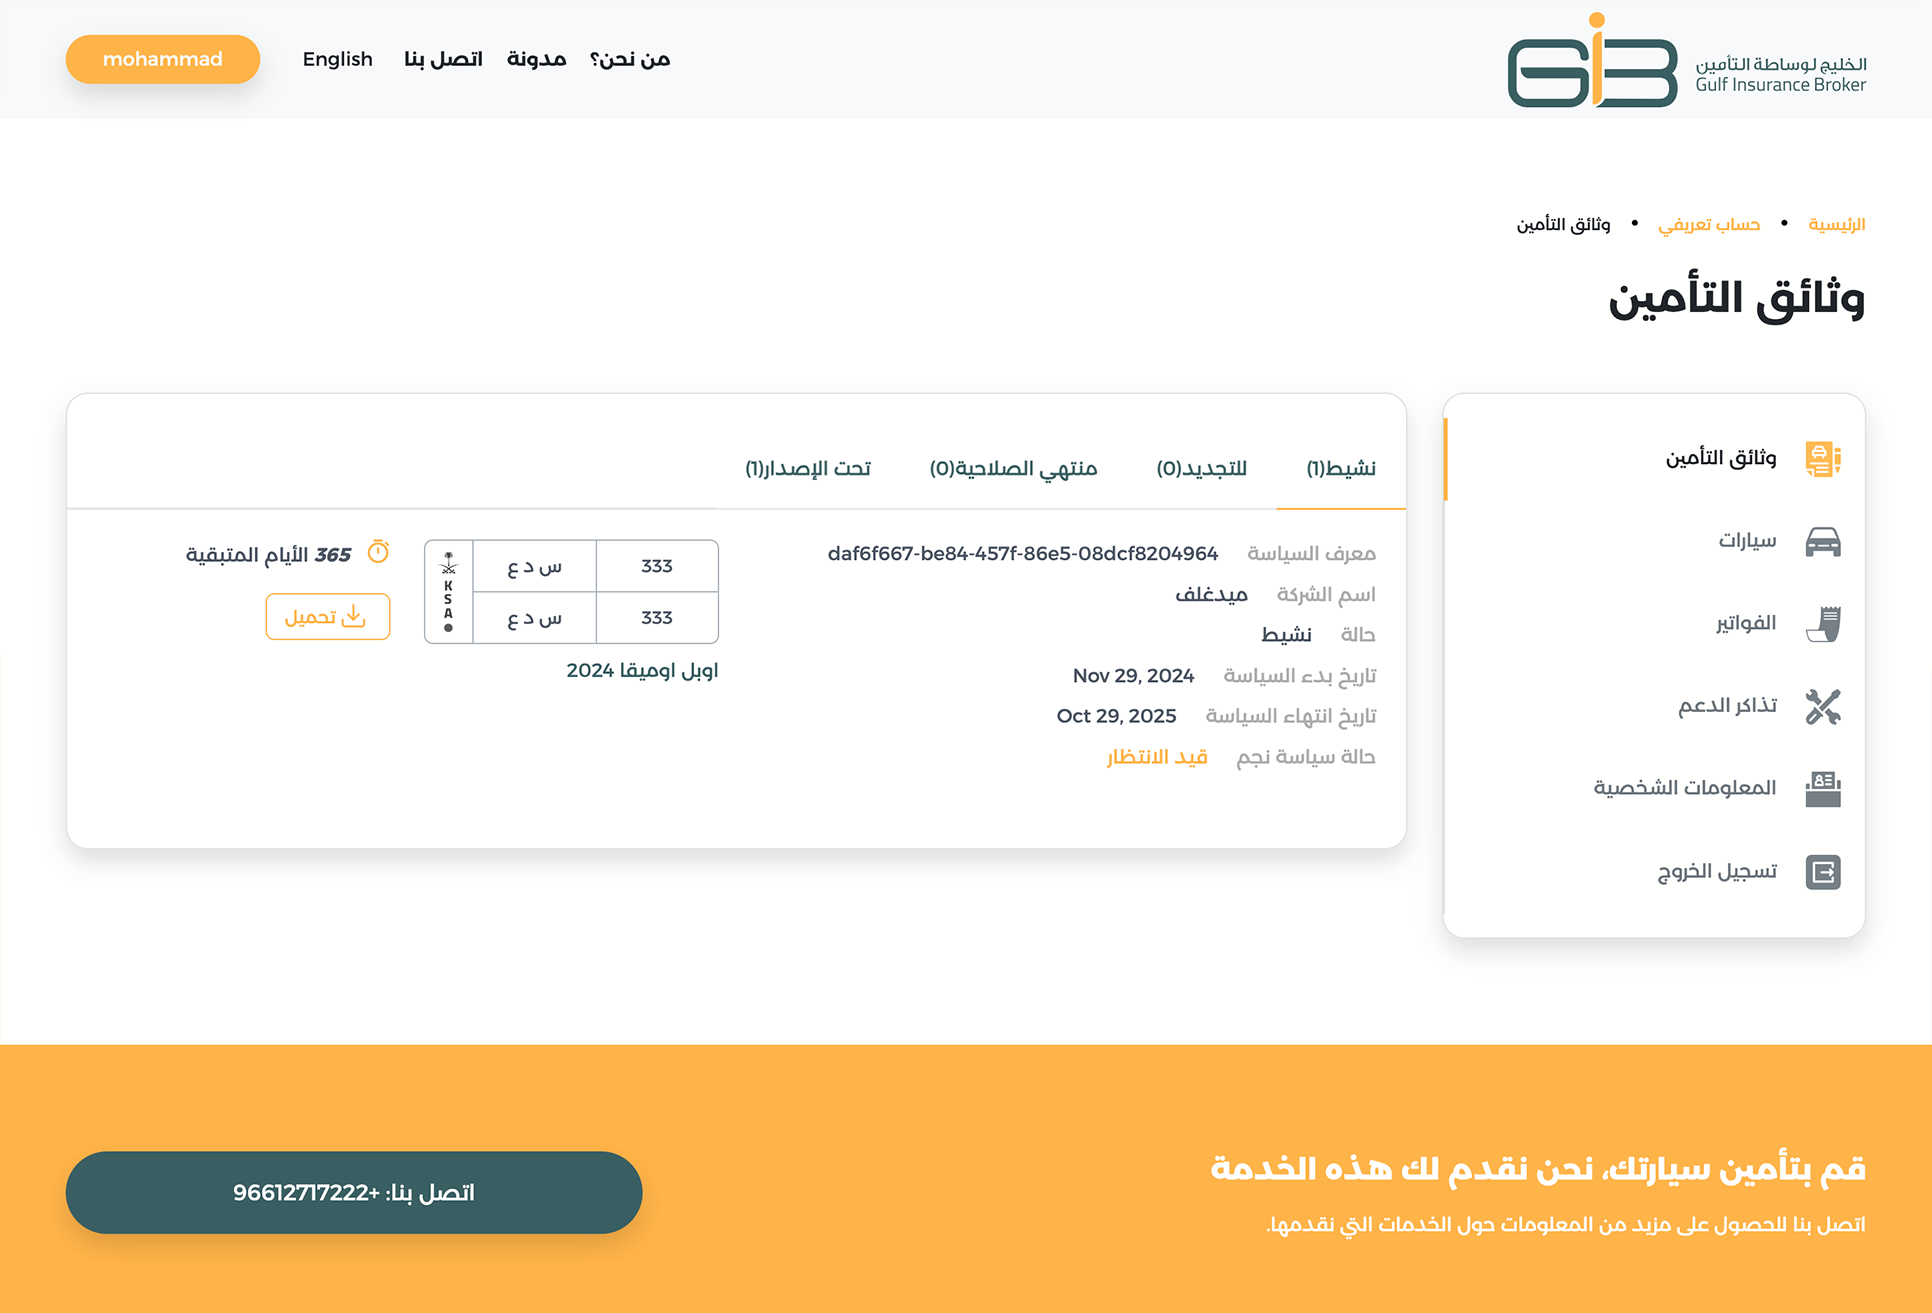 الخليج لوساطة التأمين
Gulf Insurance Broker
من نحن؟
مدونة
اتصل بنا
English
mohammad
الرئيسية • حساب تعريفي • وثائق التأمين
وثائق التأمين
وثائق التأمين
سيارات
الفواتير
تذاكر الدعم
المعلومات الشخصية
تسجيل الخروج
نشيط(1)
للتجديد(0)
منتهي الصلاحية(0)
تحت الإصدار(1)
معرف السياسة daf6f667-be84-457f-86e5-08dcf8204964
اسم الشركة ميدغلف
حالة نشيط
تاريخ بدء السياسة Nov 29, 2024
تاريخ انتهاء السياسة Oct 29, 2025
حالة سياسة نجم قيد الانتظار
333 س د ع
333 س د ع
KSA
اوبل اوميقا 2024
365 الأيام المتبقية
تحميل
قم بتأمين سيارتك، نحن نقدم لك هذه الخدمة
اتصل بنا للحصول على مزيد من المعلومات حول الخدمات التي نقدمها.
اتصل بنا: +96612717222